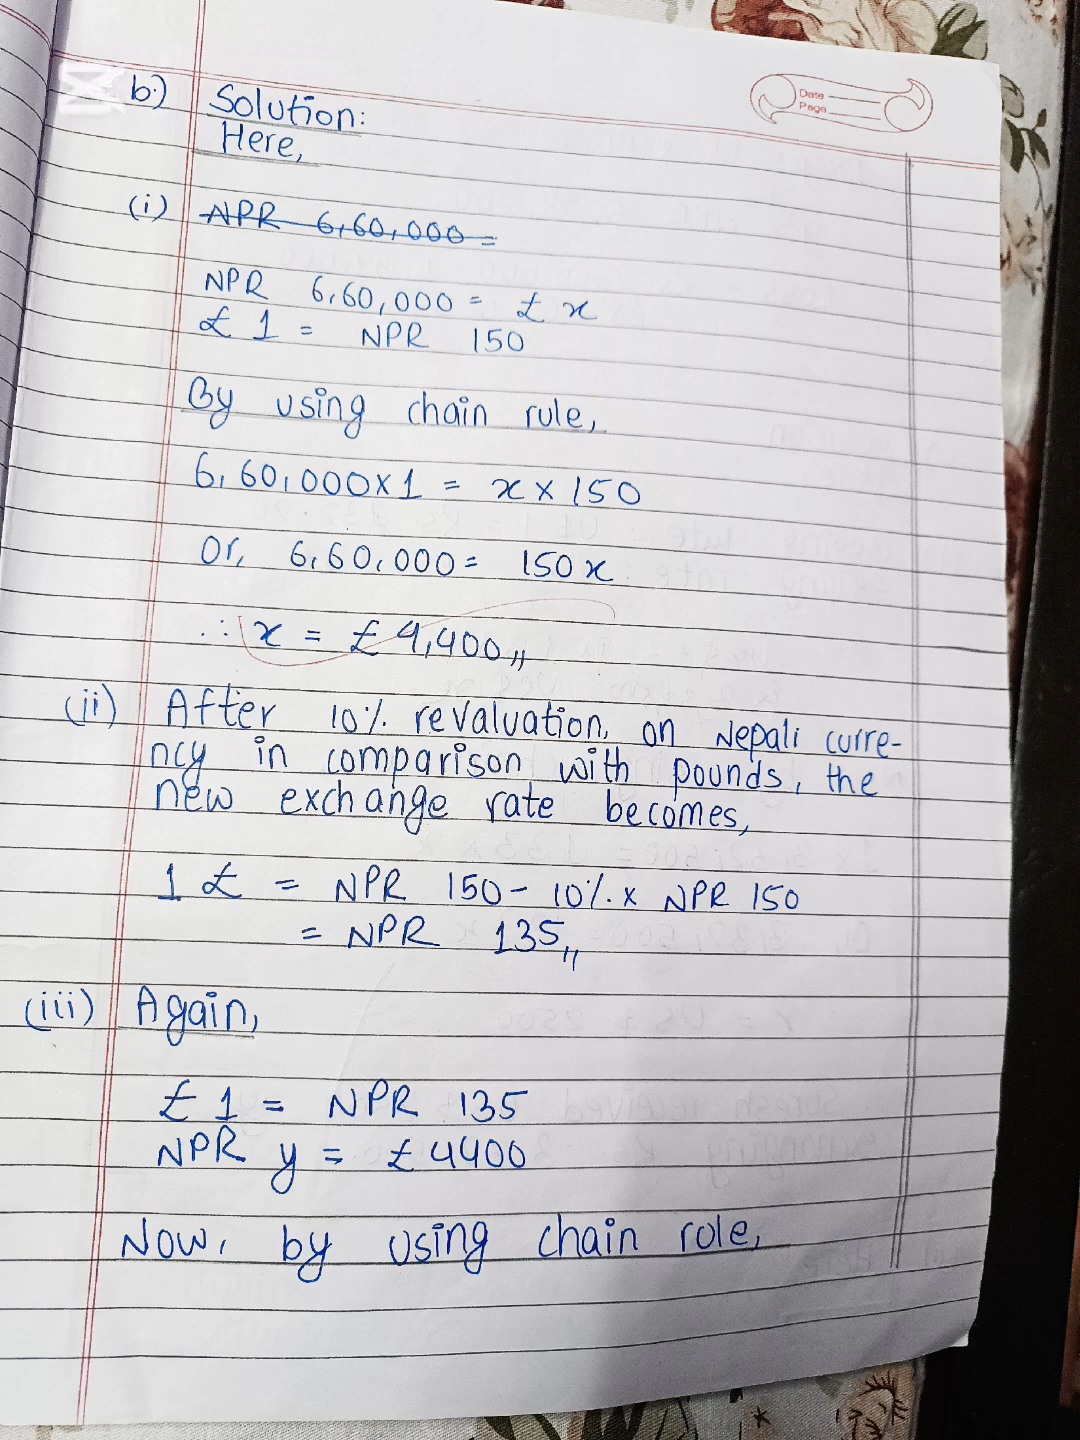 Date
Page
b.) Solution:
Here,
(i) NPR 6,60,000 =
NPR 6,60,000 = £ x
£ 1 = NPR 150
By using chain rule,
6,60,000 x 1 = x x 150
Or, 6,60,000 = 150 x
∴ x = £ 4,400,,
(ii) After 10% revaluation, on Nepali curre-
ncy in comparison with pounds, the
new exchange rate becomes,
1 £ = NPR 150 - 10% x NPR 150
= NPR 135,,
(iii) Again,
£ 1 = NPR 135
NPR y = £ 4400
Now, by using chain role,